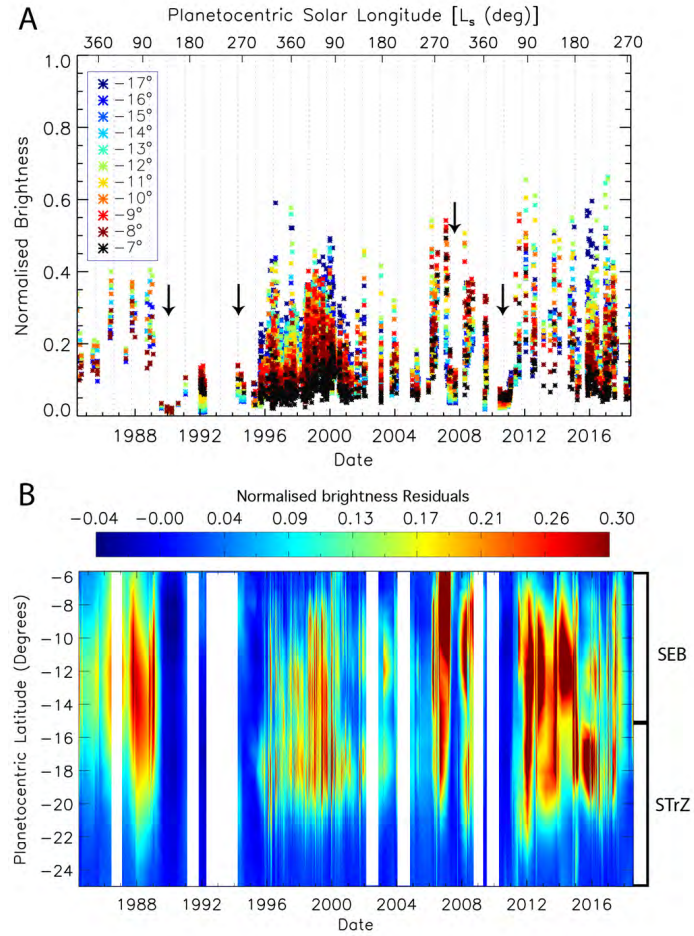 A
Planetocentric Solar Longitude [Ls (deg)]
360 90 180 270 360 90 180 270 360 90 180 270
1.0
0.8
0.6
0.4
0.2
0.0
Normalised Brightness
−17°
−16°
−15°
−14°
−13°
−12°
−11°
−10°
−9°
−8°
−7°
1988 1992 1996 2000 2004 2008 2012 2016
Date
B
Normalised brightness Residuals
−0.04 −0.00 0.04 0.09 0.13 0.17 0.21 0.26 0.30
−6
−8
−10
−12
−14
−16
−18
−20
−22
−24
Planetocentric Latitude (Degrees)
SEB
STrZ
1988 1992 1996 2000 2004 2008 2012 2016
Date